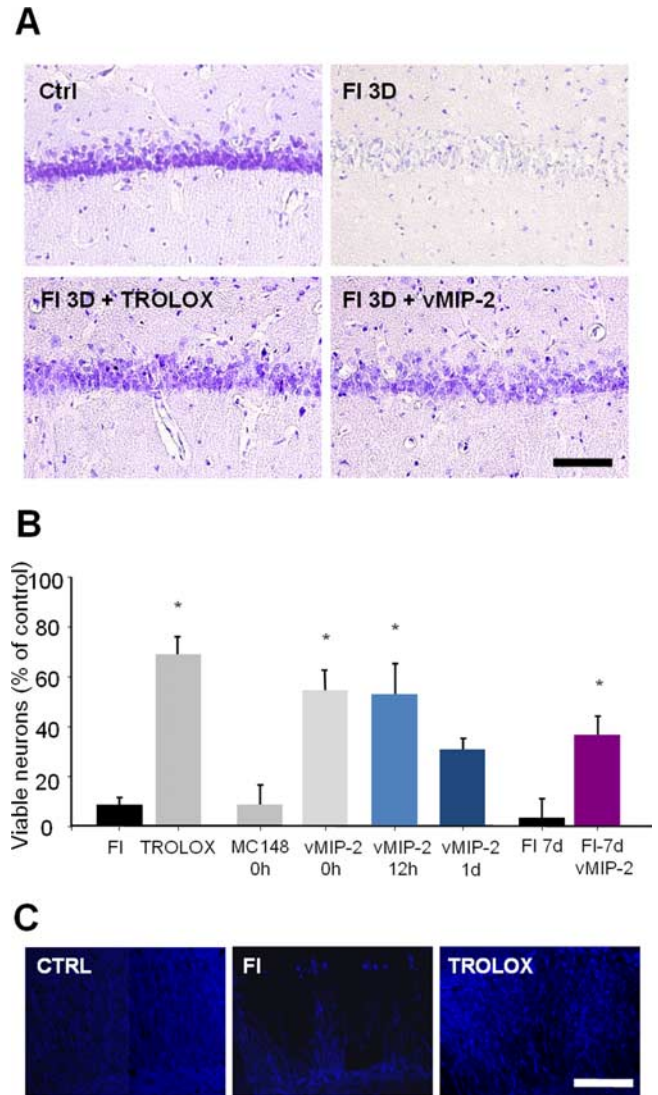 A
Ctrl
FI 3D
FI 3D + TROLOX
FI 3D + vMIP-2
B
Viable neurons (% of control)
100
80
60
40
20
0
*
*
*
*
FI
TROLOX
MC148
0h
vMIP-2
0h
vMIP-2
12h
vMIP-2
1d
FI 7d
FI-7d
vMIP-2
C
CTRL
FI
TROLOX